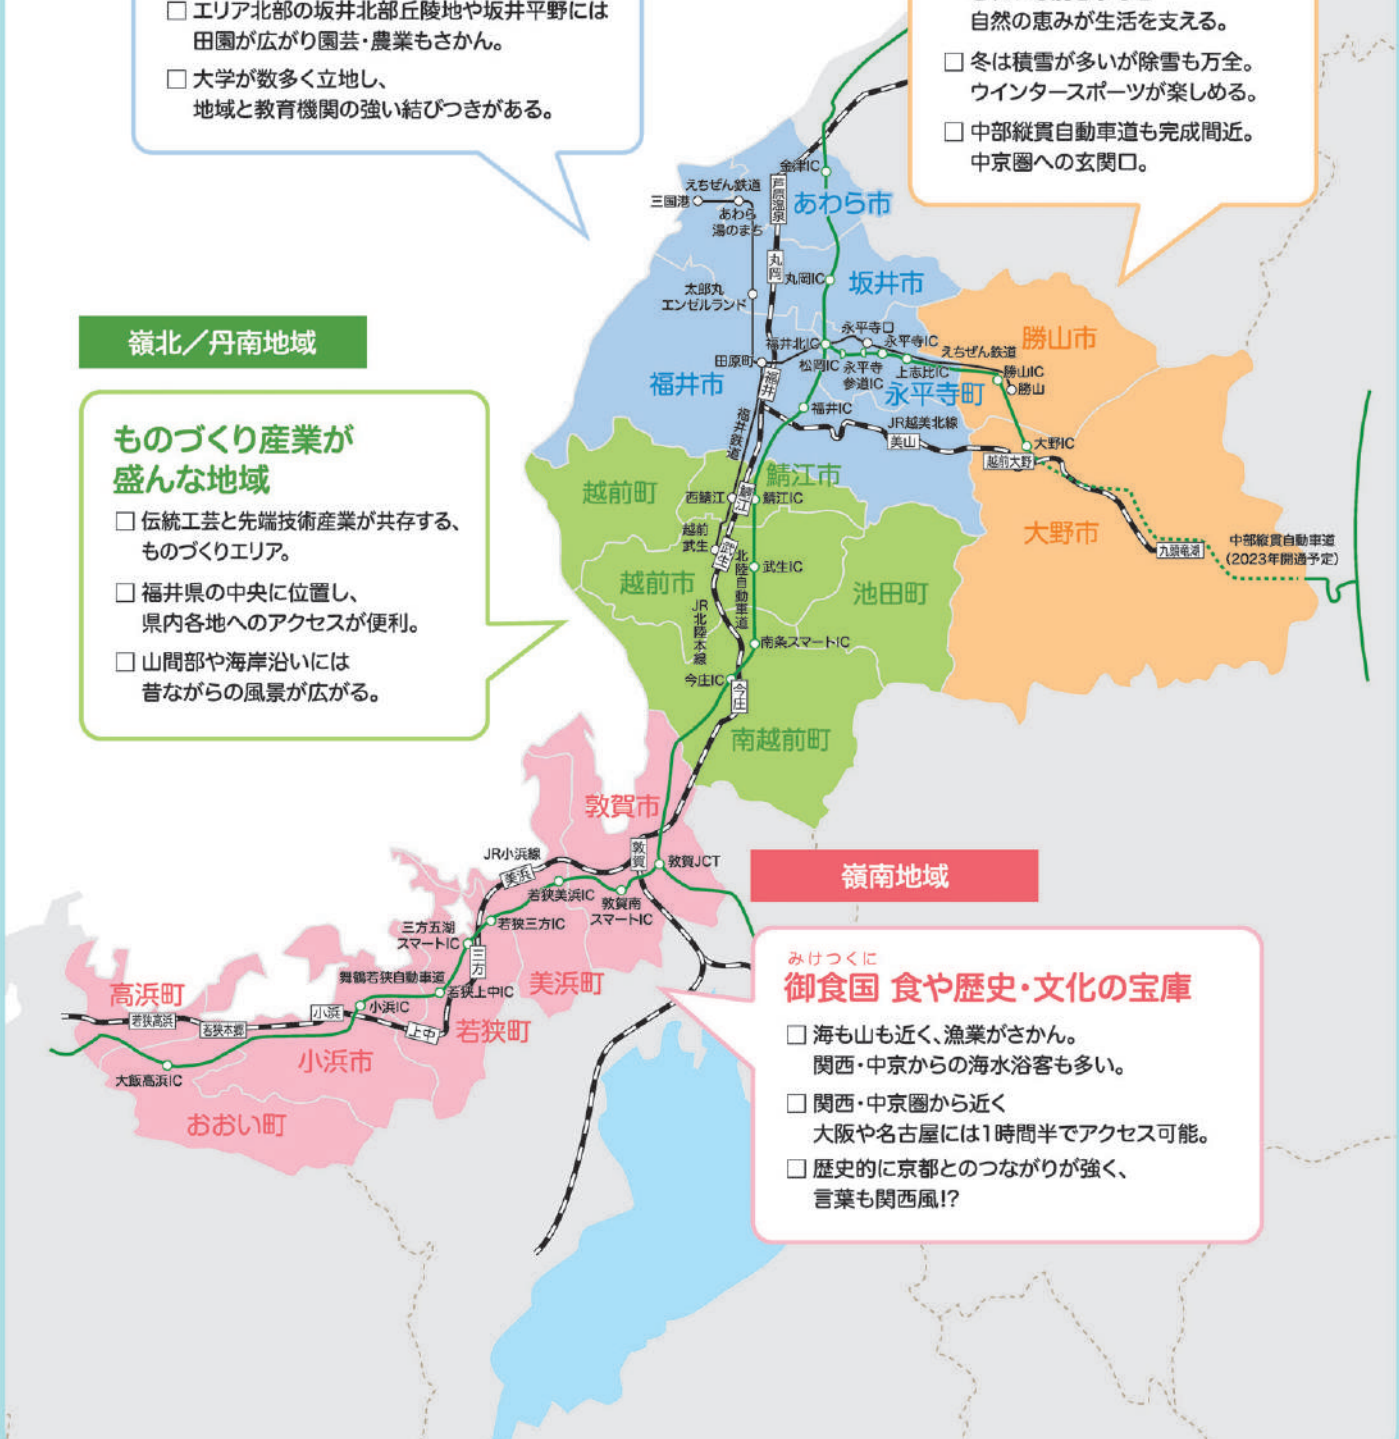 □ エリア北部の坂井北部丘陵地や坂井平野には
田園が広がり園芸・農業もさかん。
□ 大学が数多く立地し、
地域と教育機関の強い結びつきがある。
自然の恵みが生活を支える。
□ 冬は積雪が多いが除雪も万全。
ウインタースポーツが楽しめる。
□ 中部縦貫自動車道も完成間近。
中京圏への玄関口。
金津IC
えちぜん鉄道
三国港
あわら
湯のまち
芦原温泉
あわら市
丸岡
丸岡IC
坂井市
太郎丸
エンゼルランド
永平寺口
福井北IC
永平寺IC
えちぜん鉄道
勝山市
田原町
松岡IC
永平寺
参道IC
上志比IC
勝山IC
勝山
福井市
福井
永平寺町
福井IC
福井鉄道
JR越美北線
美山
大野IC
越前大野
嶺北/丹南地域
ものづくり産業が
盛んな地域
□ 伝統工芸と先端技術産業が共存する、
ものづくりエリア。
□ 福井県の中央に位置し、
県内各地へのアクセスが便利。
□ 山間部や海岸沿いには
昔ながらの風景が広がる。
越前町
鯖江市
西鯖江
鯖江
鯖江IC
越前
武生
武生
北陸自動車道
武生IC
越前市
池田町
JR北陸本線
南条スマートIC
今庄IC
今庄
南越前町
大野市
九頭竜湖
中部縦貫自動車道
(2023年開通予定)
敦賀市
JR小浜線
美浜
敦賀
敦賀JCT
若狭美浜IC
敦賀南
スマートIC
三方五湖
スマートIC
若狭三方IC
三方
舞鶴若狭自動車道
若狭上中IC
美浜町
高浜町
小浜
小浜IC
若狭高浜
若狭本郷
上中
若狭町
小浜市
大飯高浜IC
おおい町
嶺南地域
みけつくに
御食国 食や歴史・文化の宝庫
□ 海も山も近く、漁業がさかん。
関西・中京からの海水浴客も多い。
□ 関西・中京圏から近く
大阪や名古屋には1時間半でアクセス可能。
□ 歴史的に京都とのつながりが強く、
言葉も関西風!?